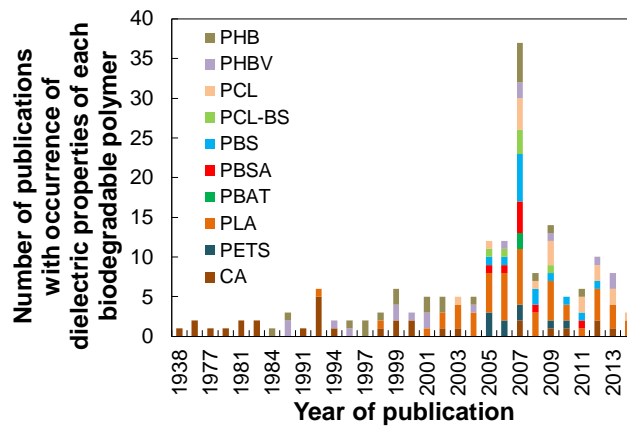 Number of publications
with occurrence of
dielectric properties of each
biodegradable polymer
40
35
30
25
20
15
10
5
0
PHB
PHBV
PCL
PCL-BS
PBS
PBSA
PBAT
PLA
PETS
CA
1938
1977
1981
1984
1991
1994
1997
1999
2001
2003
2005
2007
2009
2011
2013
Year of publication